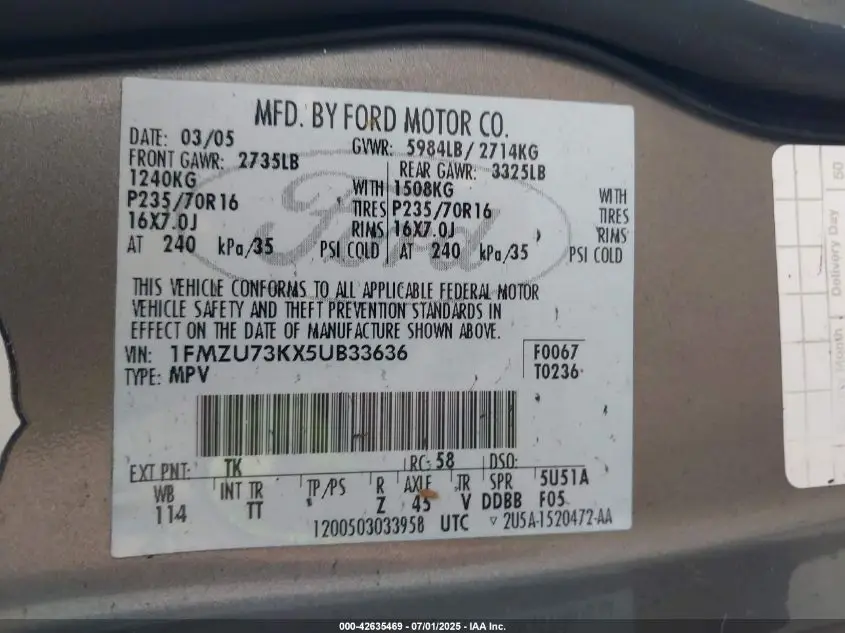 MFD. BY FORD MOTOR CO.
DATE: 03/05 GVWR: 5984LB/ 2714KG
FRONT GAWR: 2735LB REAR GAWR: 3325LB
1240KG WITH 1508KG WITH
P235/70R16 TIRES P235/70R16 TIRES
16X7.0J RIMS 16X7.0J RIMS
AT 240 kPa/35 PSI COLD AT 240 kPa/35 PSI COLD
Ford
THIS VEHICLE CONFORMS TO ALL APPLICABLE FEDERAL MOTOR
VEHICLE SAFETY AND THEFT PREVENTION STANDARDS IN
EFFECT ON THE DATE OF MANUFACTURE SHOWN ABOVE.
VIN: 1FMZU73KX5UB33636 F0067
TYPE: MPV T0236
EXT PNT: TK RC: 58 DSO:
WB INT TR TP/PS R AXLE TR SPR 5U51A
114 TT Z 45 V DDBB F05
1200503033958 UTC ▽ 2U5A-1520472-AA
Month Delivery Day 50
000-42635469 - 07/01/2025 - IAA Inc.